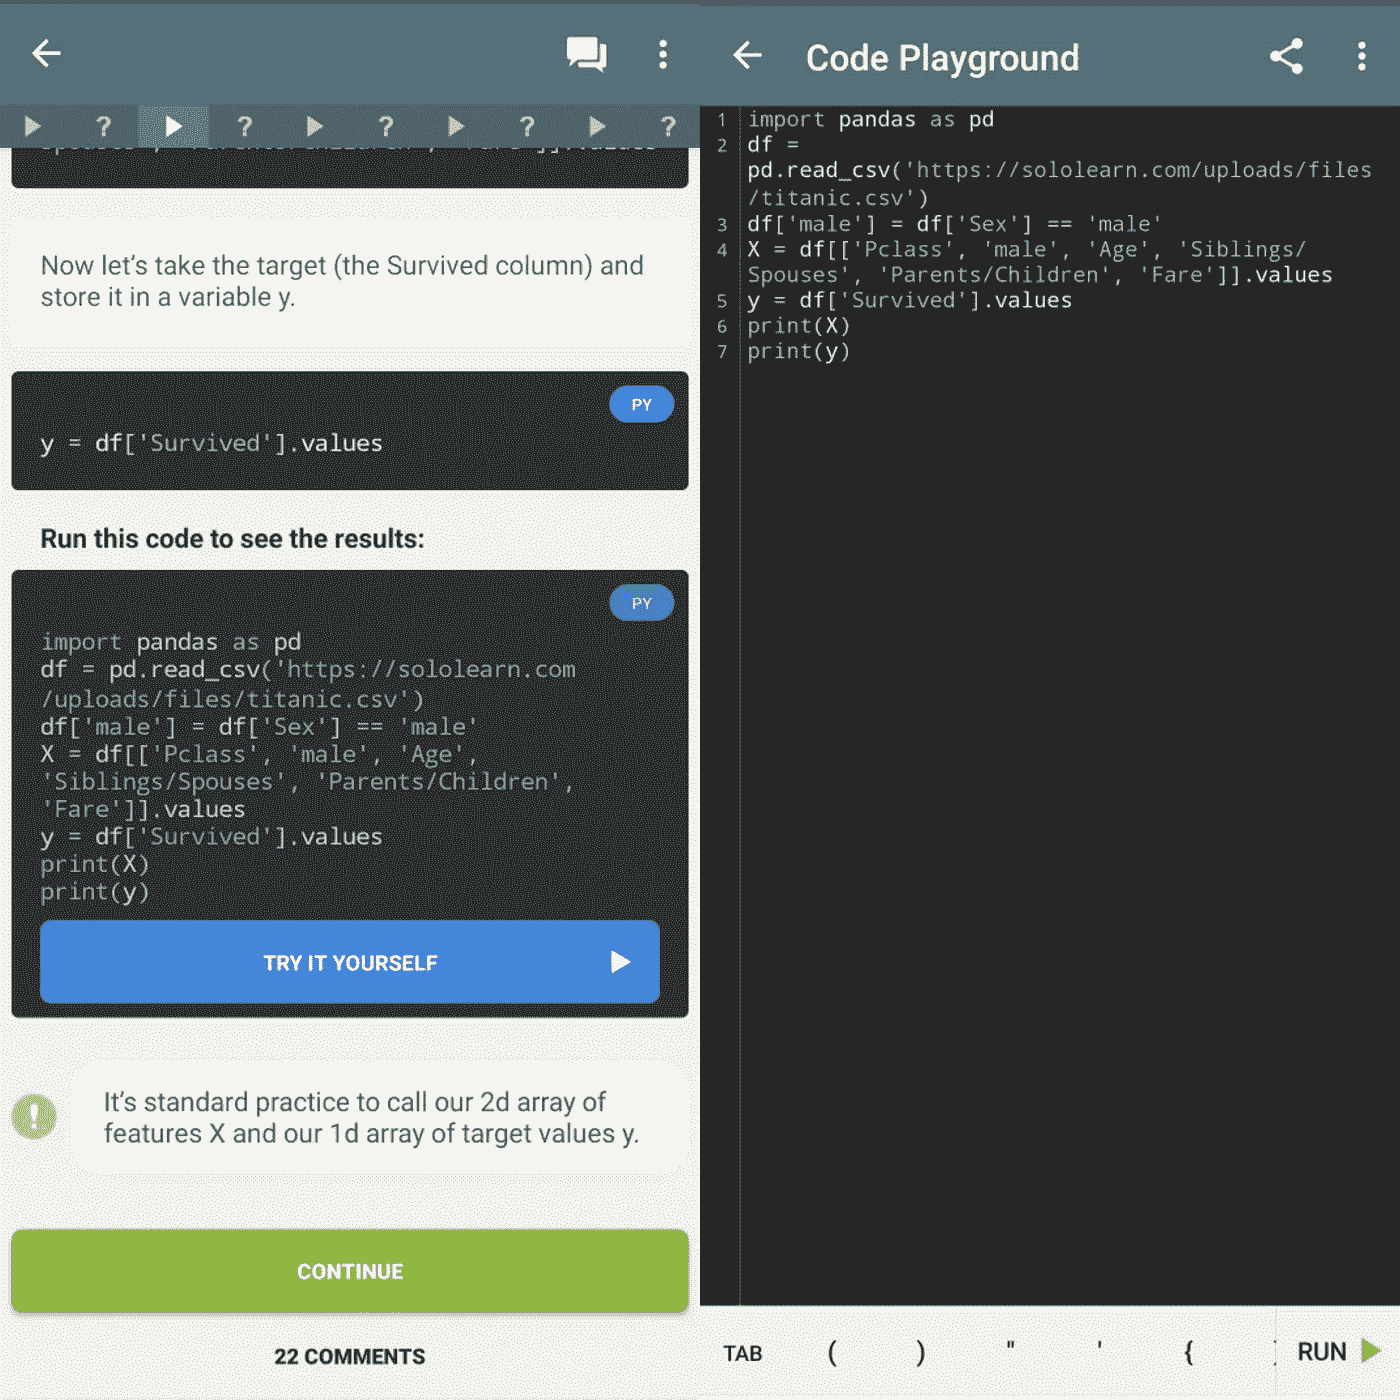 Now let's take the target (the Survived column) and
store it in a variable y.
PY
y = df['Survived'].values
Run this code to see the results:
PY
import pandas as pd
df = pd.read_csv('https://sololearn.com
/uploads/files/titanic.csv')
df['male'] = df['Sex'] == 'male'
X = df[['Pclass', 'male', 'Age',
'Siblings/Spouses', 'Parents/Children',
'Fare']].values
y = df['Survived'].values
print(X)
print(y)
TRY IT YOURSELF
It's standard practice to call our 2d array of
features X and our 1d array of target values y.
CONTINUE
22 COMMENTS
Code Playground
1 import pandas as pd
2 df =
pd.read_csv('https://sololearn.com/uploads/files
/titanic.csv')
3 df['male'] = df['Sex'] == 'male'
4 X = df[['Pclass', 'male', 'Age', 'Siblings/
Spouses', 'Parents/Children', 'Fare']].values
5 y = df['Survived'].values
6 print(X)
7 print(y)
TAB ( ) " ' { RUN